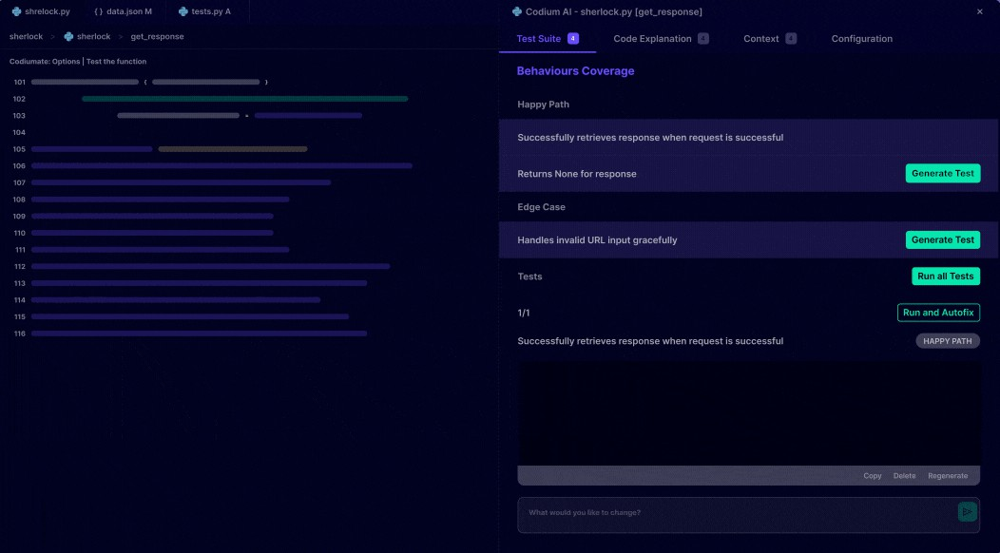 shrelock.py
{ } data.json M
tests.py A
sherlock > sherlock > get_response
Codiumate: Options | Test the function
101 ( )
102
103 -
104
105
106
107
108
109
110
111
112
113
114
115
116
Codium AI - sherlock.py [get_response] ×
Test Suite 4
Code Explanation 4
Context 4
Configuration
Behaviours Coverage
Happy Path
Successfully retrieves response when request is successful
Returns None for response
Generate Test
Edge Case
Handles invalid URL input gracefully
Generate Test
Tests
Run all Tests
1/1
Run and Autofix
Successfully retrieves response when request is successful
HAPPY PATH
Copy Delete Regenerate
What would you like to change?